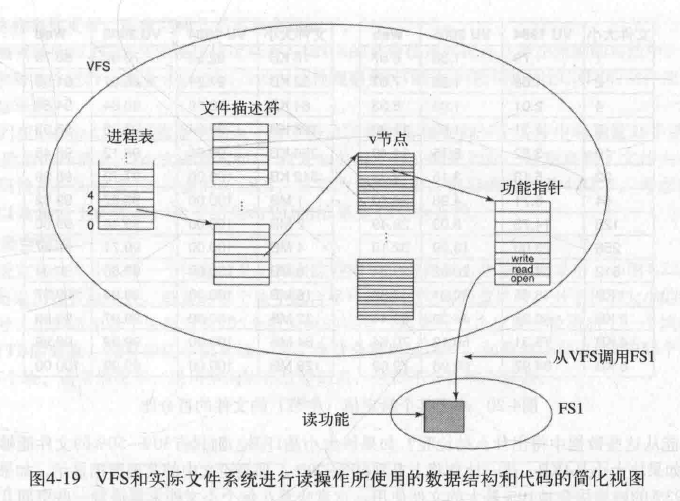 VFS
文件描述符
进程表
v节点
功能指针
4
2
0
write
read
open
从VFS调用FS1
读功能
FS1
图4-19 VFS和实际文件系统进行读操作所使用的数据结构和代码的简化视图